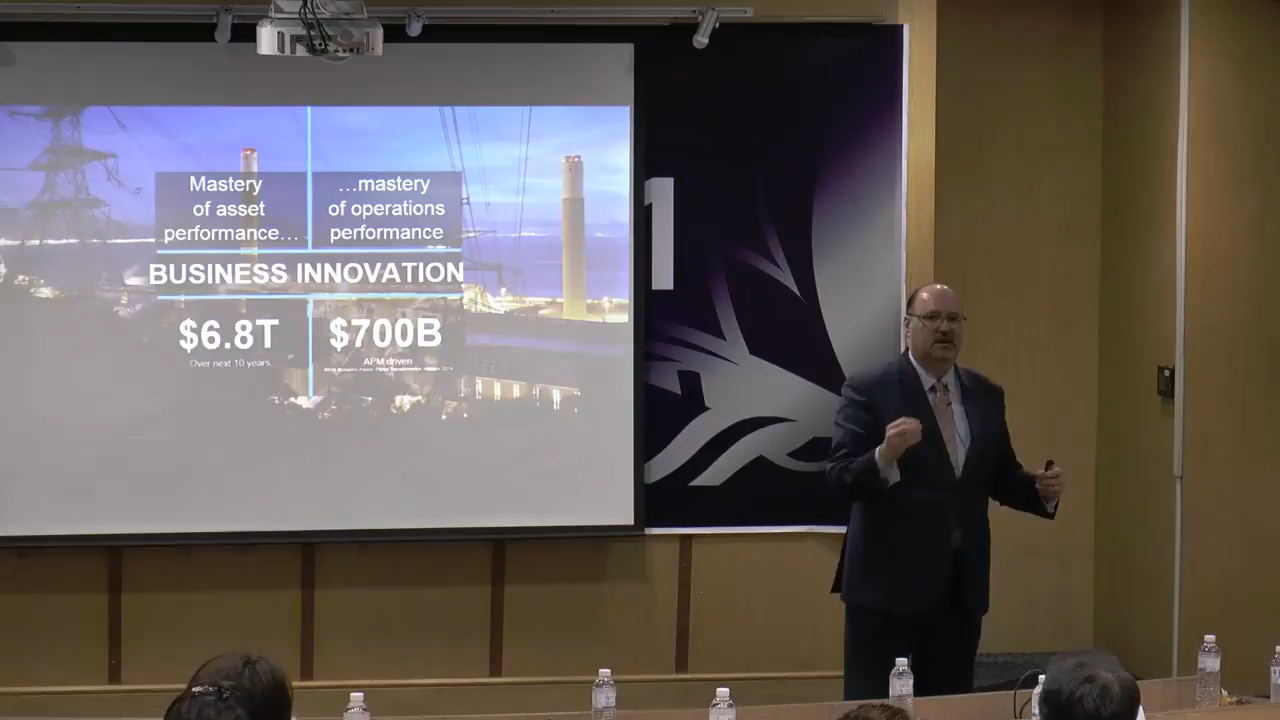 Mastery
of asset
performance…
…mastery
of operations
performance
BUSINESS INNOVATION
$6.8T
Over next 10 years
$700B
APM driven
1